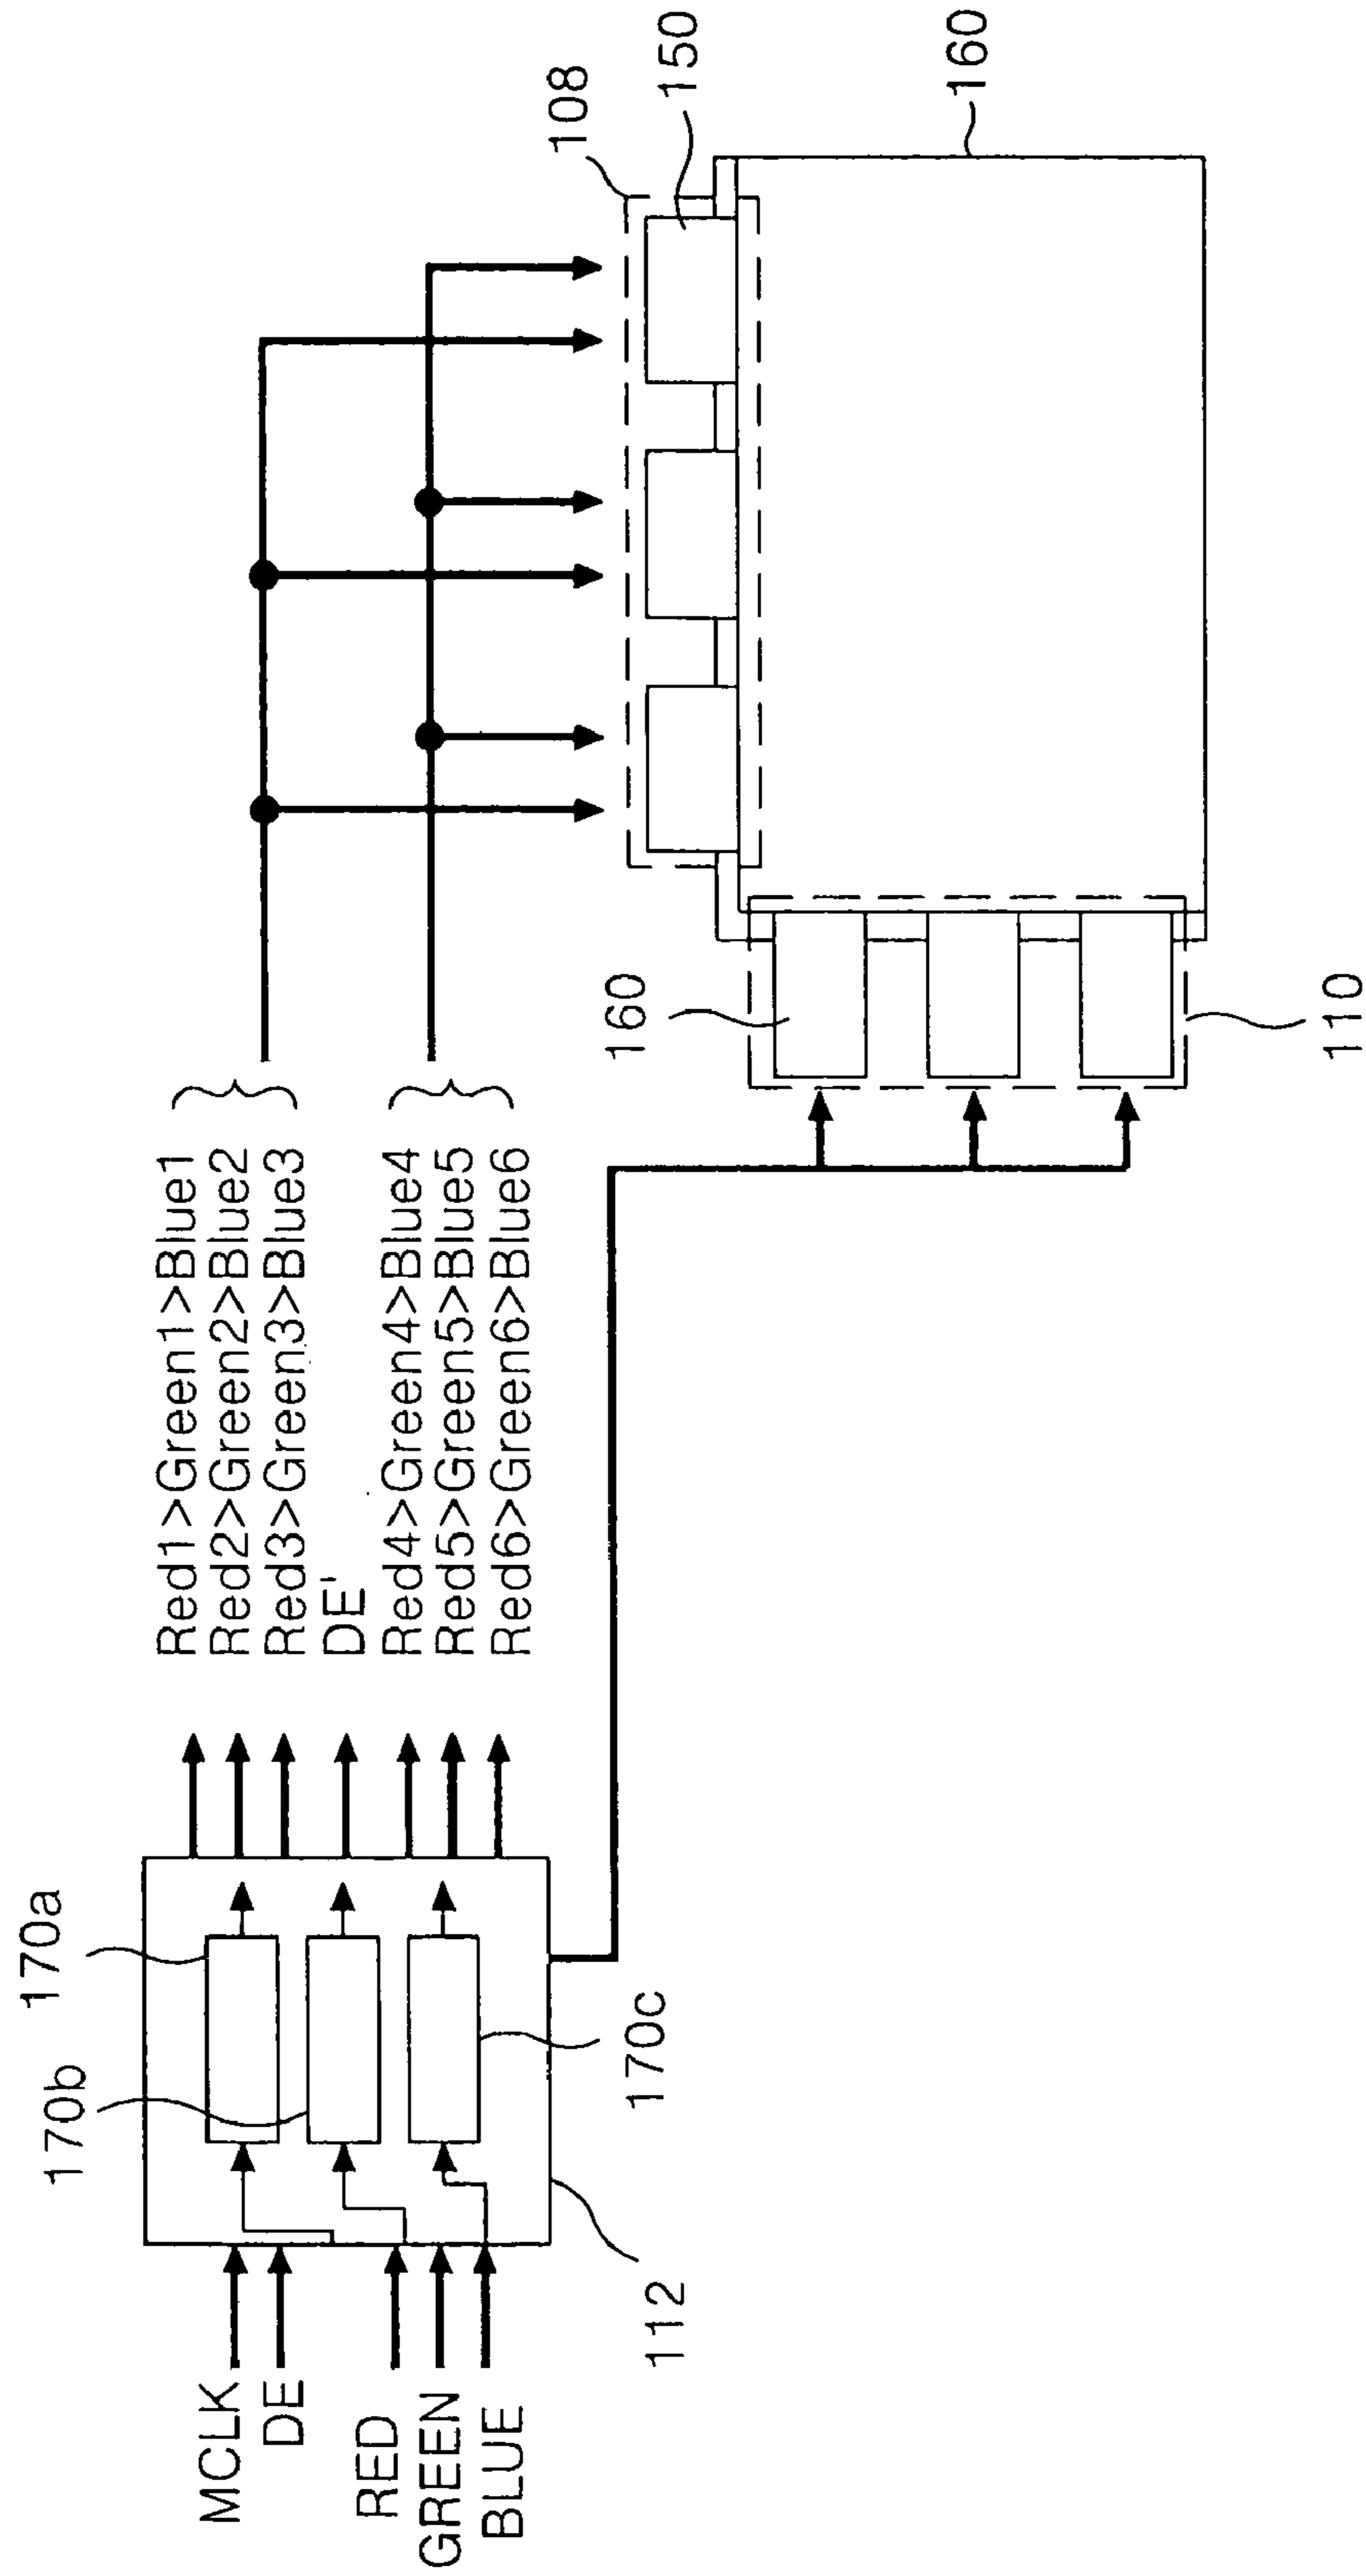 MCLK
DE
RED
GREEN
BLUE
112
170a
170b
170c
Red1>Green1>Blue1
Red2>Green2>Blue2
Red3>Green3>Blue3
DE'
Red4>Green4>Blue4
Red5>Green5>Blue5
Red6>Green6>Blue6
108
150
160
160
110